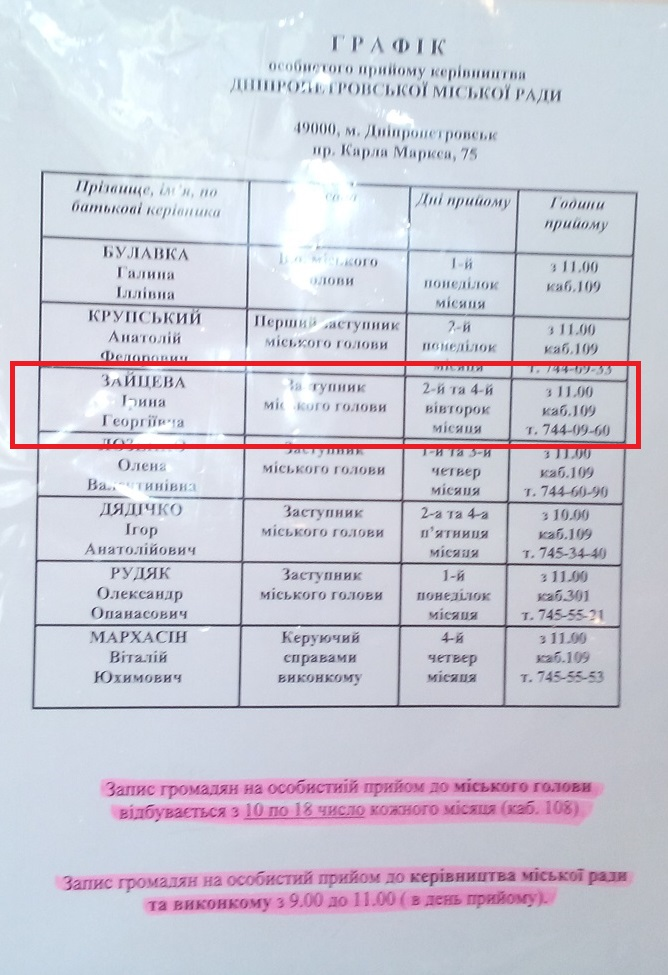 ГРАФІК
особистого прийому керівництва
ДНІПРОПЕТРОВСЬКОЇ МІСЬКОЇ РАДИ
49000, м. Дніпропетровськ
пр. Карла Маркса, 75
Прізвище, ім'я, по батькові керівника
Дні прийому
Години прийому
БУЛАВКА
Галина
Іллівна
В.о. міського
голови
1-й
понеділок
місяця
з 11.00
каб.109
КРУПСЬКИЙ
Анатолій
Федорович
Перший заступник
міського голови
2-й
понеділок
місяця
з 11.00
каб.109
т. 744-69-33
ЗАЙЦЕВА
Ірина
Георгіївна
Заступник
міського голови
2-й та 4-й
вівторок
місяця
з 11.00
каб.109
т. 744-09-60
Олена
Валентинівна
Заступник
міського голови
1-й та 3-й
четвер
місяця
з 11.00
каб.109
т. 744-60-90
ДЯДІЧКО
Ігор
Анатолійович
Заступник
міського голови
2-а та 4-а
п'ятниця
місяця
з 10.00
каб.109
т. 745-34-40
РУДЯК
Олександр
Опанасович
Заступник
міського голови
1-й
понеділок
місяця
з 11.00
каб.301
т. 745-55-21
МАРХАСІН
Віталій
Юхимович
Керуючий
справами
виконкому
4-й
четвер
місяця
з 11.00
каб.109
т. 745-55-53
Запис громадян на особистий прийом до міського голови
відбувається з 10 по 18 число кожного місяця (каб. 108)
Запис громадян на особистий прийом до керівництва міської ради
та виконкому з 9.00 до 11.00 ( в день прийому).